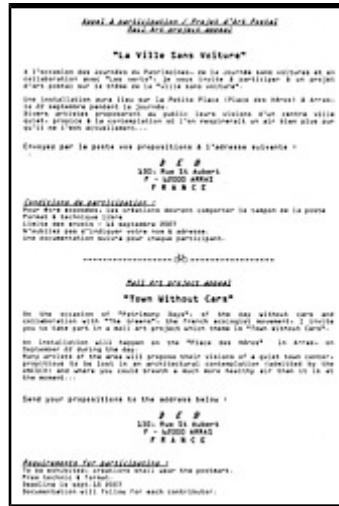 Appel à participation / Projet d'Art Postal
Mail Art project appeal
"La Ville Sans Voiture"
A l'occasion des Journées du Patrimoine, de la journée sans voitures et en
collaboration avec "Les verts", je vous invite à participer à un projet
d'art postal sur le thème de la "ville sans voiture".
Une installation aura lieu sur la Petite Place (Place des Héros) à Arras,
le 22 septembre pendant la journée.
Divers artistes proposeront au public leurs visions d'un centre ville
propice à la contemplation et l'on respirerait un air bien plus pur
qu'il ne l'est actuellement...
Envoyez par la poste vos propositions à l'adresse suivante :
B E B
130, Rue St Aubert
F - 62000 ARRAS
F R A N C E
Conditions de participation :
Pour être exposées, les créations devront comporter le tampon de la poste
Format & technique libre
Limite des envois - 14 septembre 2007
N'oubliez pas d'indiquer votre nom & adresse.
Une documentation suivra pour chaque participant.
Mail Art project appeal
"Town Without Cars"
On the occasion of "Patrimony Days", of the day without cars and
collaboration with "The Greens", the french ecological movement, I invite
you to take part in a mail art project which theme is "Town without Cars".
An installation will happen on the "Place des Héros" in Arras, on
September 22 during the day.
Many artists of the area will propose their visions of a quiet town center,
propitious to be lost in an architectural contemplation (admitted by the
UNESCO) and where you could breath a much more healthy air than it is at
the moment...
Send your propositions to the address below :
B E B
130, Rue St Aubert
F - 62000 ARRAS
F R A N C E
Requirements for participating :
To be exhibited, creations shall wear the postmark.
Free technic & format.
Deadline is sept.15 2007
Documentation will follow for each contributor.